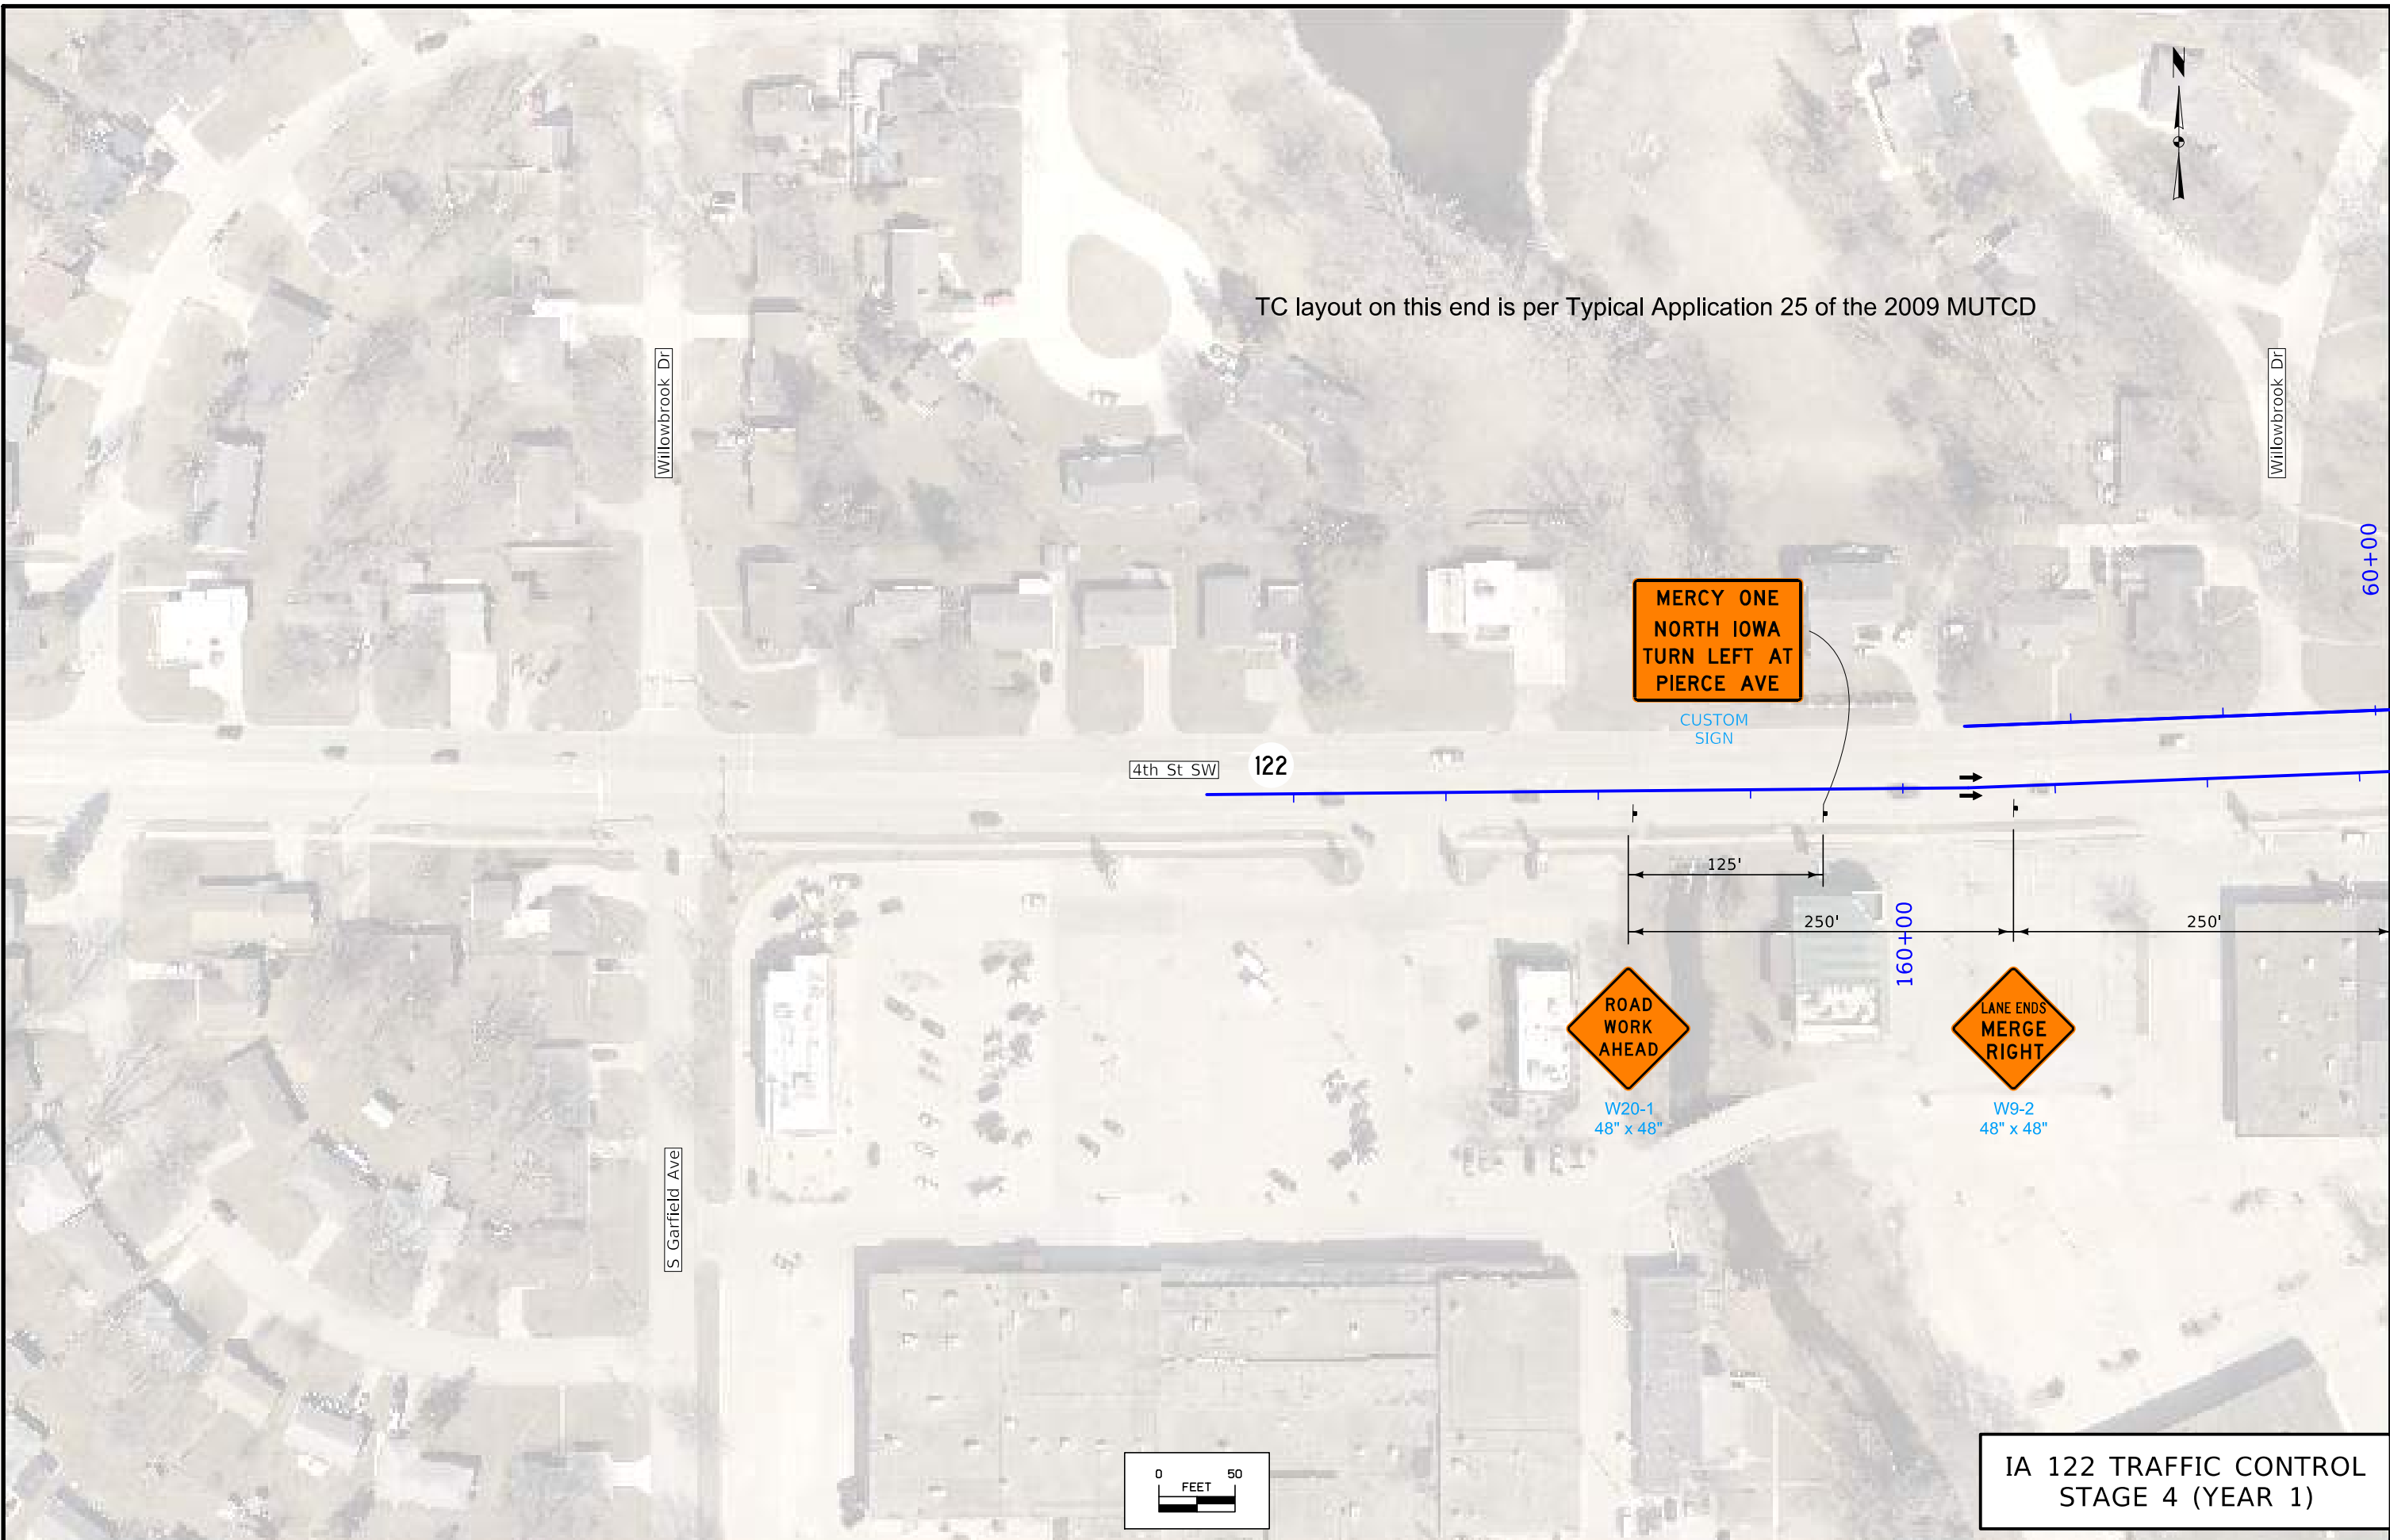 N
TC layout on this end is per Typical Application 25 of the 2009 MUTCD
Willowbrook Dr
Willowbrook Dr
60+00
MERCY ONE
NORTH IOWA
TURN LEFT AT
PIERCE AVE
CUSTOM
SIGN
4th St SW
122
125'
250'
250'
160+00
ROAD
WORK
AHEAD
W20-1
48" x 48"
LANE ENDS
MERGE
RIGHT
W9-2
48" x 48"
S Garfield Ave
0 50
FEET
IA 122 TRAFFIC CONTROL
STAGE 4 (YEAR 1)